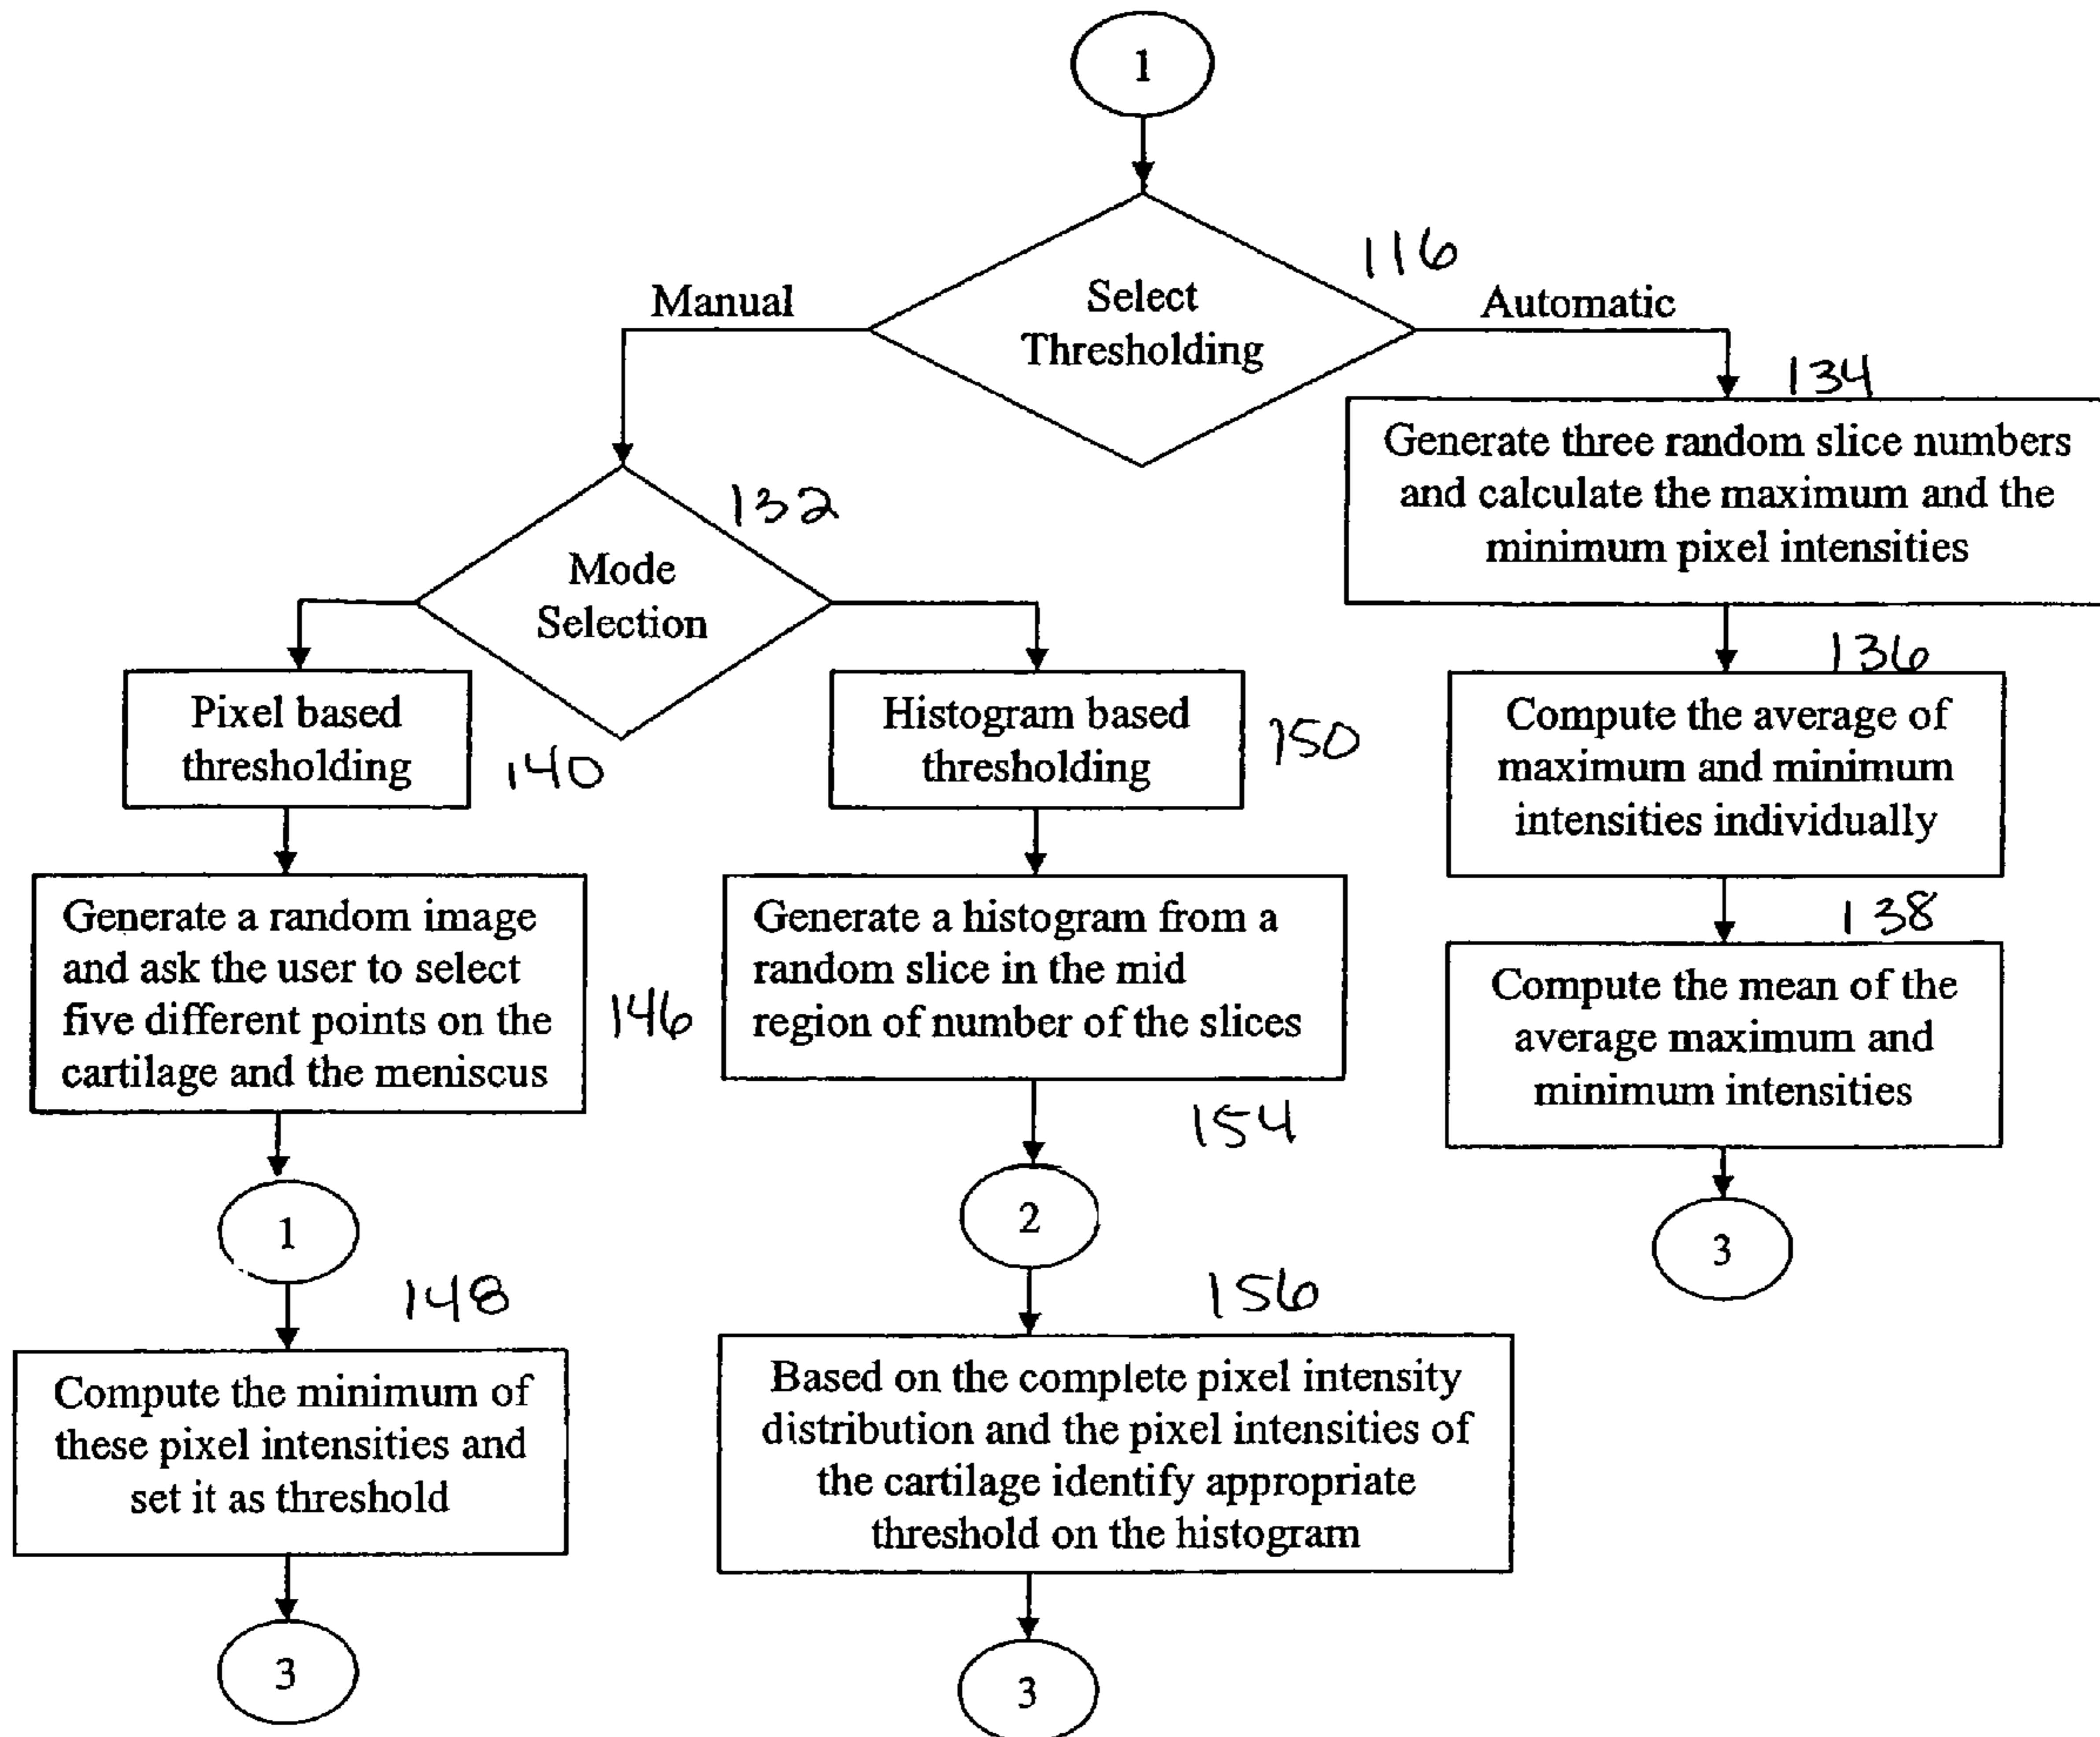 1
116
Manual
Select
Thresholding
Automatic
134
Generate three random slice numbers
and calculate the maximum and the
minimum pixel intensities
132
Mode
Selection
136
Pixel based
thresholding
140
Histogram based
thresholding
150
Compute the average of
maximum and minimum
intensities individually
138
Generate a random image
and ask the user to select
five different points on the
cartilage and the meniscus
146
Generate a histogram from a
random slice in the mid
region of number of the slices
154
Compute the mean of the
average maximum and
minimum intensities
1
2
3
148
156
Compute the minimum of
these pixel intensities and
set it as threshold
Based on the complete pixel intensity
distribution and the pixel intensities of
the cartilage identify appropriate
threshold on the histogram
3
3